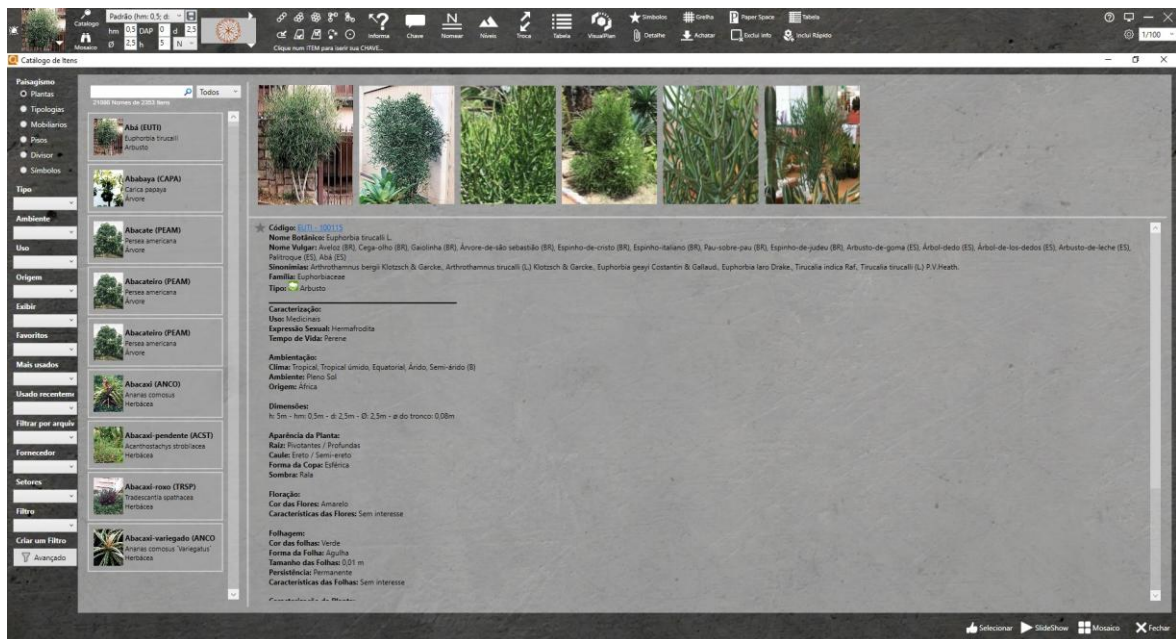 Catálogo
Mosaico
Padrão (hm: 0,5; d:
hm 0,5 DAP 0 d 2,5
Ø 2,5 h 5 N
Clique num ITEM para iserir sua CHAVE...
Informa
Chave
Nomear
Níveis
Troca
Tabela
VisualPlan
Símbolos
Detalhe
Grelha
Achatar
Paper Space
Exclui Info
Tabela
Inclui Rápido
1/100
Catálogo de Itens
Paisagismo
Plantas
Tipologias
Mobiliarios
Pisos
Divisor
Símbolos
Tipo
Ambiente
Uso
Origem
Exibir
Favoritos
Mais usados
Usado recenteme
Filtrar por arquiv
Fornecedor
Setores
Filtro
Criar um Filtro
Avançado
Todos
21080 Nomes de 2353 Itens
Abá (EUTI)
Euphorbia tirucalli
Arbusto
Ababaya (CAPA)
Carica papaya
Árvore
Abacate (PEAM)
Persea americana
Árvore
Abacateiro (PEAM)
Persea americana
Árvore
Abacateiro (PEAM)
Persea americana
Árvore
Abacaxi (ANCO)
Ananas comosus
Herbácea
Abacaxi-pendente (ACST)
Acanthostachys strobilacea
Herbácea
Abacaxi-roxo (TRSP)
Tradescantia spathacea
Herbácea
Abacaxi-variegado (ANCO
Ananas comosus 'Variegatus'
Herbácea
Código: EUTI - 100115
Nome Botânico: Euphorbia tirucalli L.
Nome Vulgar: Aveloz (BR), Cega-olho (BR), Gaiolinha (BR), Árvore-de-são sebastião (BR), Espinho-de-cristo (BR), Espinho-italiano (BR), Pau-sobre-pau (BR), Espinho-de-judeu (BR), Arbusto-de-goma (ES), Árbol-dedo (ES), Árbol-de-los-dedos (ES), Arbusto-de-leche (ES),
Palitroque (ES), Abá (ES)
Sinonímias: Arthrothamnus bergii Klotzsch & Garcke., Arthrothamnus tirucalli (L.) Klotzsch & Garcke, Euphorbia geayi Costantin & Gallaud., Euphorbia laro Drake., Tirucalia indica Raf., Tirucalia tirucalli (L.) P.V.Heath.
Família: Euphorbiaceae
Tipo: Arbusto
Caracterização:
Uso: Medicinais
Expressão Sexual: Hermafrodita
Tempo de Vida: Perene
Ambientação:
Clima: Tropical, Tropical úmido, Equatorial, Árido, Semi-árido (B)
Ambiente: Pleno Sol
Origem: África
Dimensões:
h: 5m - hm: 0,5m - d: 2,5m - Ø: 2,5m - ø do tronco: 0,08m
Aparência da Planta:
Raiz: Pivotantes / Profundas
Caule: Ereto / Semi-ereto
Forma da Copa: Esférica
Sombra: Rala
Floração:
Cor das Flores: Amarelo
Características das Flores: Sem interesse
Folhagem:
Cor das folhas: Verde
Forma da Folha: Agulha
Tamanho das Folhas: 0,01 m
Persistência: Permanente
Características das Folhas: Sem interesse
Selecionar
SlideShow
Mosaico
Fechar